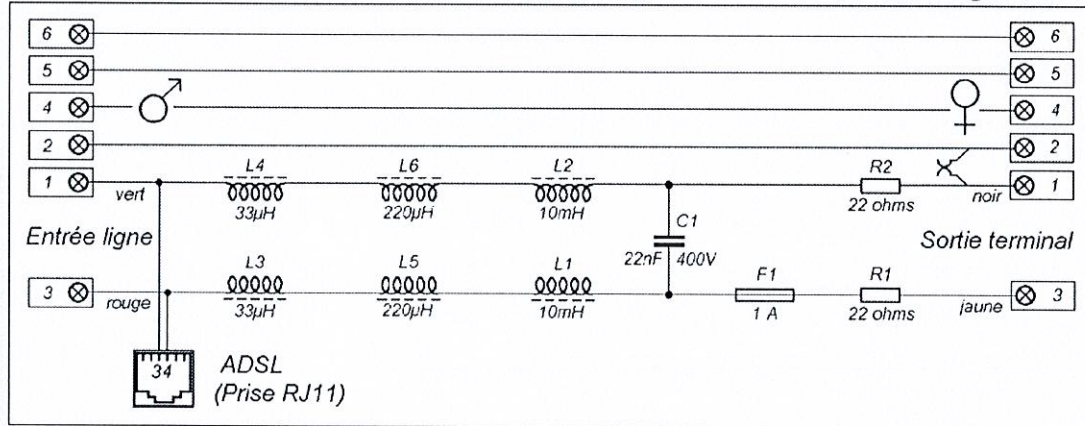 6 6
5 5
4 4
2 2
L4 L6 L2 R2
1 1
vert noir
33µH 220µH 10mH 22 ohms
Entrée ligne Sortie terminal
C1
22nF 400V
L3 L5 L1 F1 R1
3 3
rouge jaune
33µH 220µH 10mH 1 A 22 ohms
34
ADSL
(Prise RJ11)